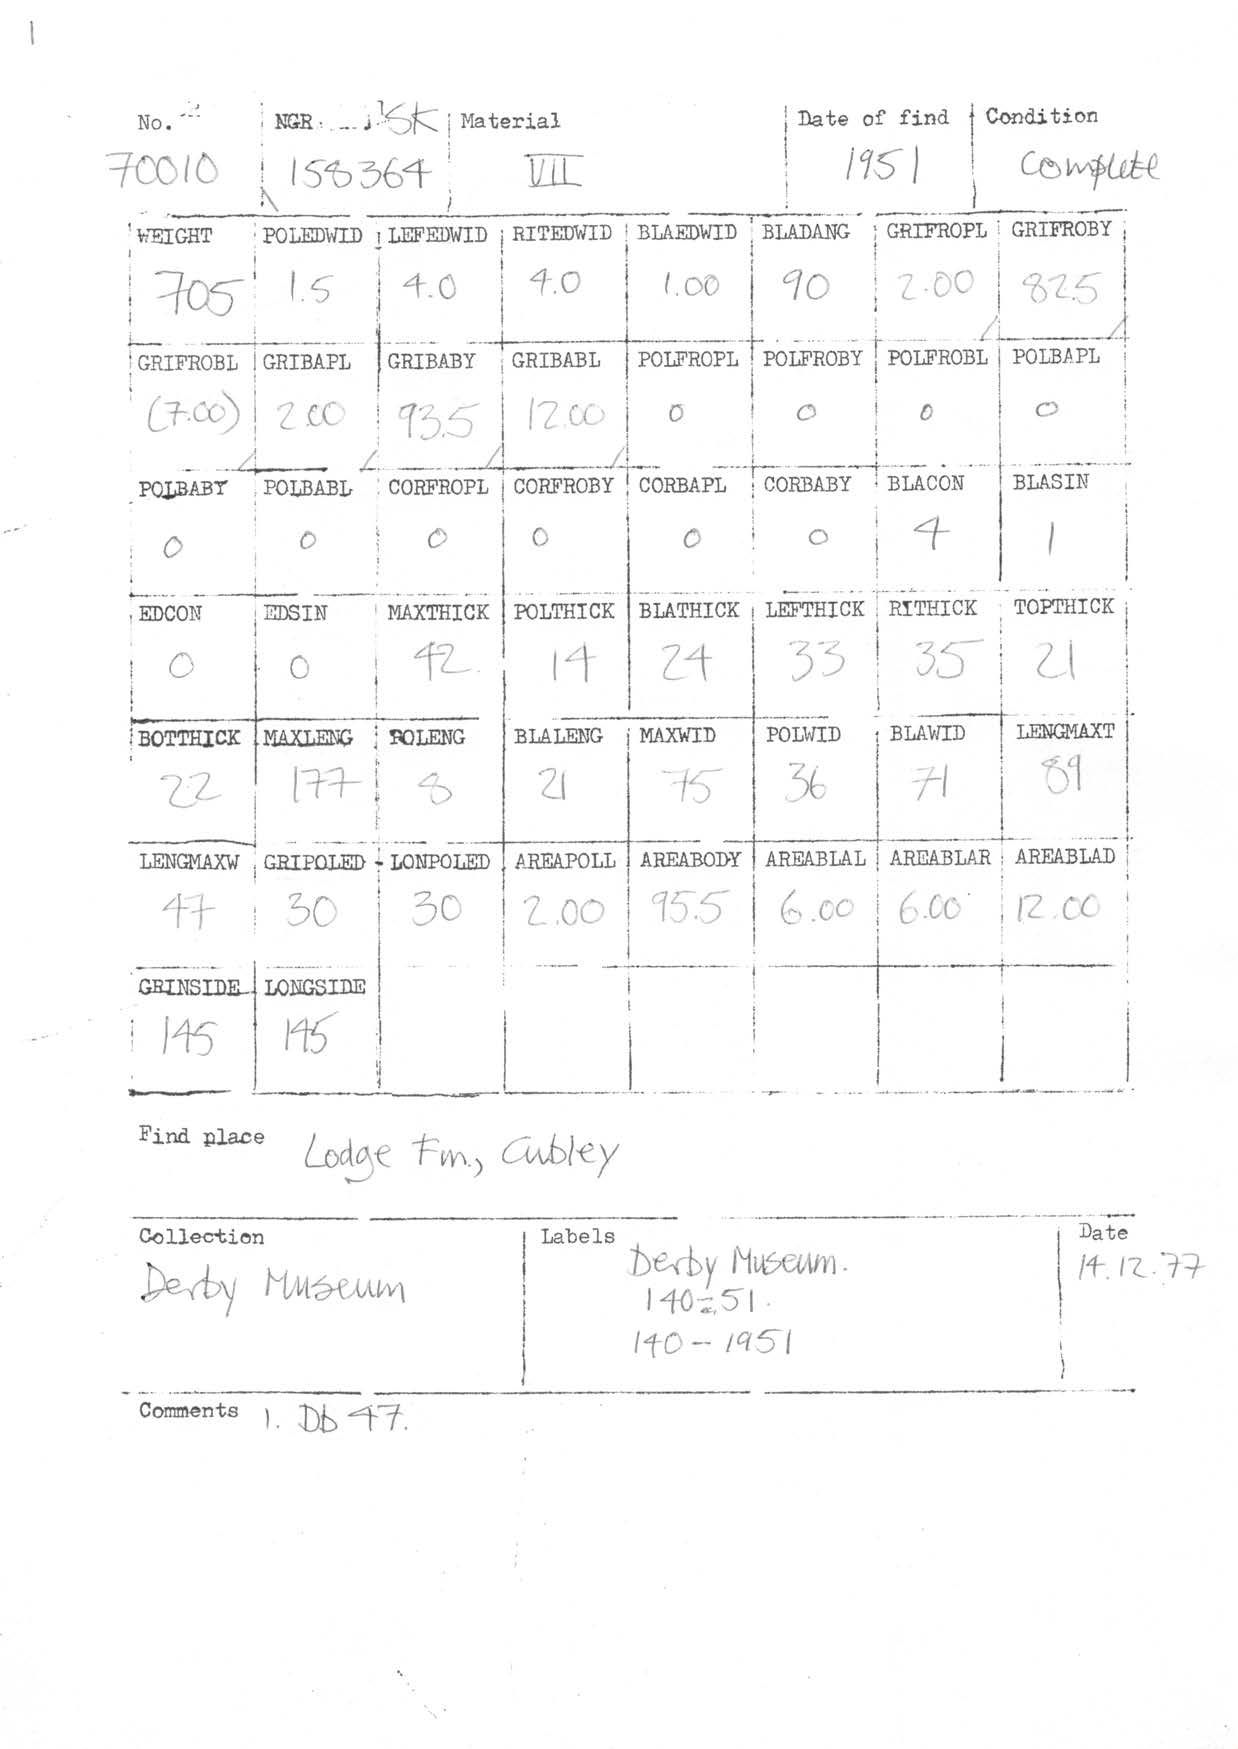 1
No. NGR SK Material Date of find Condition
70010 158364 VII 1951 Complete
WEIGHT POLEDWID LEFEDWID RITEDWID BLAEDWID BLADANG GRIFROPL GRIFROBY
705 1.5 4.0 4.0 1.00 90 2.00 82.5
GRIFROBL GRIBAPL GRIBABY GRIBABL POLFROPL POLFROBY POLFROBL POLBAPL
(7.00) 2.00 93.5 12.00 0 0 0 0
POLBABY POLBABL CORFROPL CORFROBY CORBAPL CORBABY BLACON BLASIN
0 0 0 0 0 0 4 1
EDCON EDSIN MAXTHICK POLTHICK BLATHICK LEFTHICK RITHICK TOPTHICK
0 0 42 14 24 33 35 21
BOTTHICK MAXLENG POLENG BLALENG MAXWID POLWID BLAWID LENGMAXT
22 177 8 21 75 36 71 89
LENGMAXW GRIPOLED LONPOLED AREAPOLL AREABODY AREABLAL AREABLAR AREABLAD
47 30 30 2.00 95.5 6.00 6.00 12.00
GRINSIDE LONGSIDE
145 145
Find place Lodge Fm., Cubley
Collection Labels Date
Derby Museum Derby Museum. 14.12.77
140=51.
140-1951
Comments 1. Db 47.